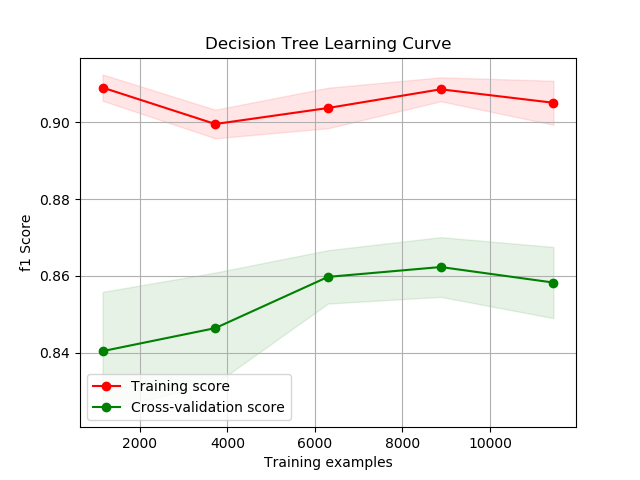 Decision Tree Learning Curve
f1 Score
0.90
0.88
0.86
0.84
Training score
Cross-validation score
2000 4000 6000 8000 10000
Training examples